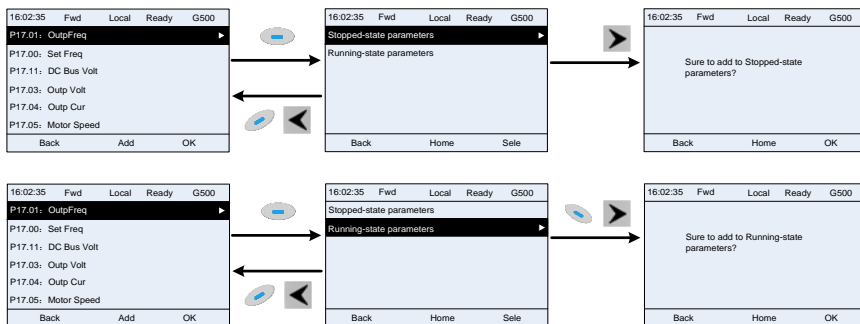 16:02:35 Fwd Local Ready G500
P17.01: OutpFreq
P17.00: Set Freq
P17.11: DC Bus Volt
P17.03: Outp Volt
P17.04: Outp Cur
P17.05: Motor Speed
Back Add OK
16:02:35 Fwd Local Ready G500
Stopped-state parameters
Running-state parameters
Back Home Sele
16:02:35 Fwd Local Ready G500
Sure to add to Stopped-state
parameters?
Back Home OK
16:02:35 Fwd Local Ready G500
P17.01: OutpFreq
P17.00: Set Freq
P17.11: DC Bus Volt
P17.03: Outp Volt
P17.04: Outp Cur
P17.05: Motor Speed
Back Add OK
16:02:35 Fwd Local Ready G500
Stopped-state parameters
Running-state parameters
Back Home Sele
16:02:35 Fwd Local Ready G500
Sure to add to Running-state
parameters?
Back Home OK